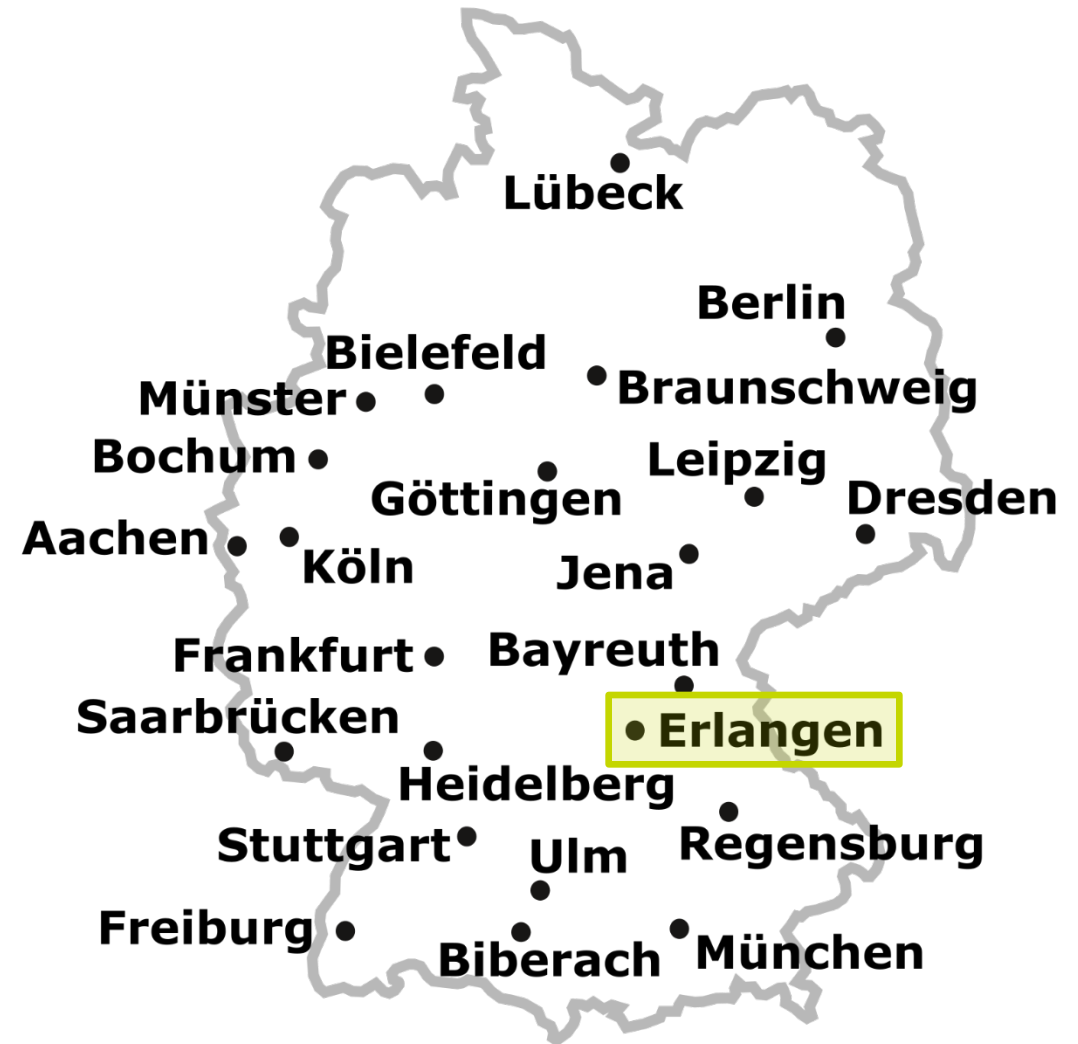 Lübeck
Berlin
Bielefeld
Münster
Braunschweig
Bochum
Leipzig
Göttingen
Dresden
Aachen
Köln
Jena
Frankfurt
Bayreuth
Saarbrücken
Erlangen
Heidelberg
Stuttgart
Ulm
Regensburg
Freiburg
Biberach
München